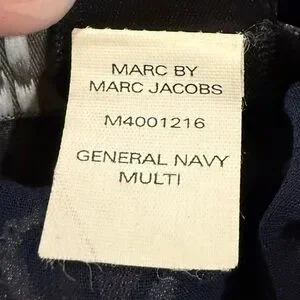 MARC BY
MARC JACOBS
M4001216
GENERAL NAVY
MULTI